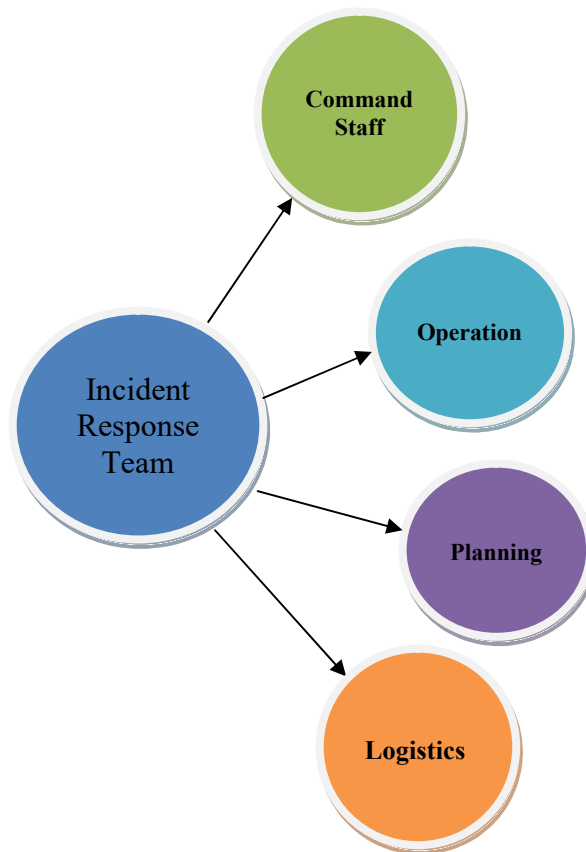 Command
Staff
Operation
Incident
Response
Team
Planning
Logistics